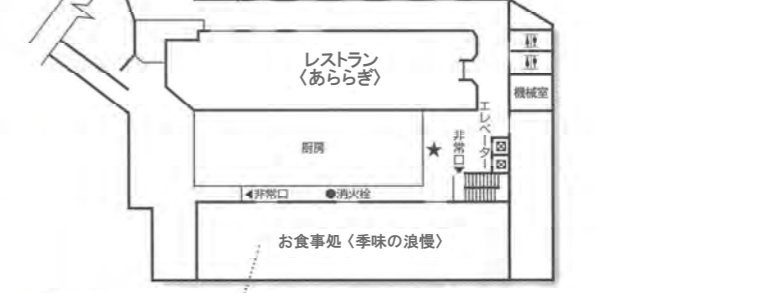 レストラン
〈あららぎ〉
機械室
エレベーター
非常口▼
厨房
★
◀非常口
●消火栓
お食事処〈季味の浪慢〉